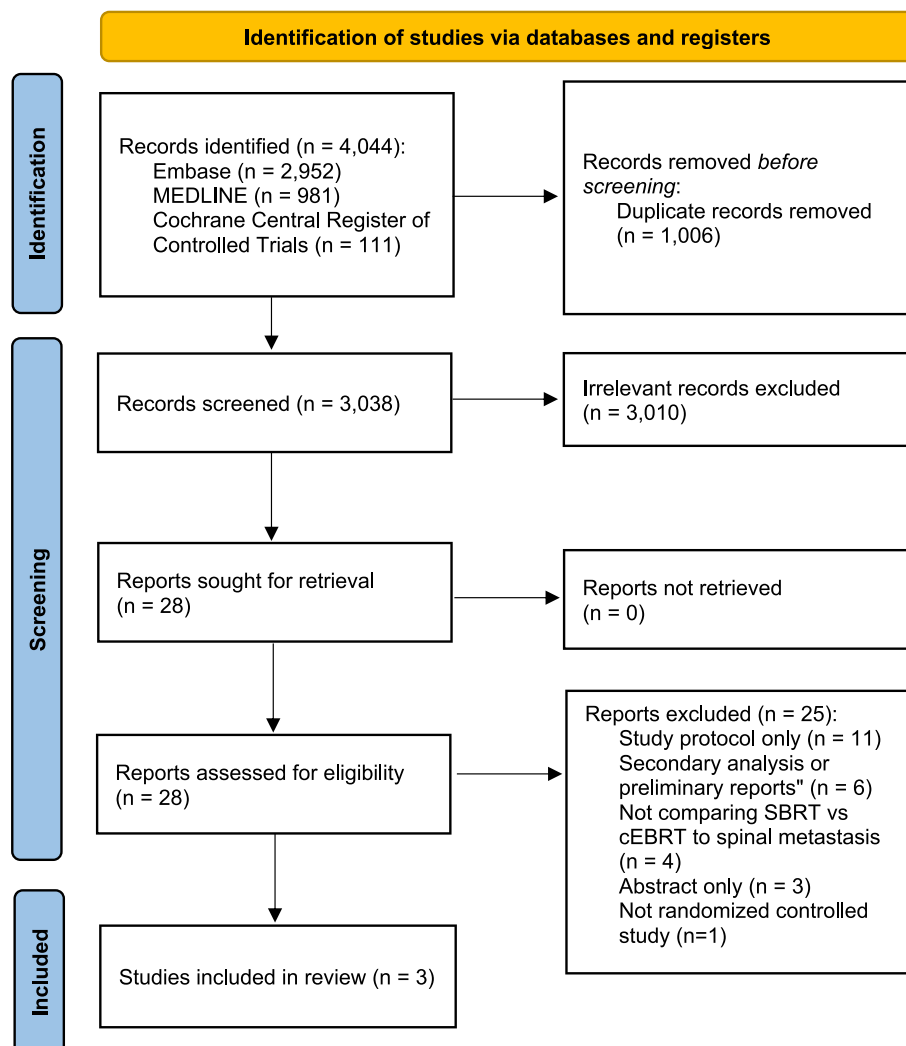 Identification of studies via databases and registers
Identification
Records identified (n = 4,044):
Embase (n = 2,952)
MEDLINE (n = 981)
Cochrane Central Register of
Controlled Trials (n = 111)
Records removed before
screening:
Duplicate records removed
(n = 1,006)
Screening
Records screened (n = 3,038)
Irrelevant records excluded
(n = 3,010)
Reports sought for retrieval
(n = 28)
Reports not retrieved
(n = 0)
Reports assessed for eligibility
(n = 28)
Reports excluded (n = 25):
Study protocol only (n = 11)
Secondary analysis or
preliminary reports" (n = 6)
Not comparing SBRT vs
cEBRT to spinal metastasis
(n = 4)
Abstract only (n = 3)
Not randomized controlled
study (n=1)
Included
Studies included in review (n = 3)